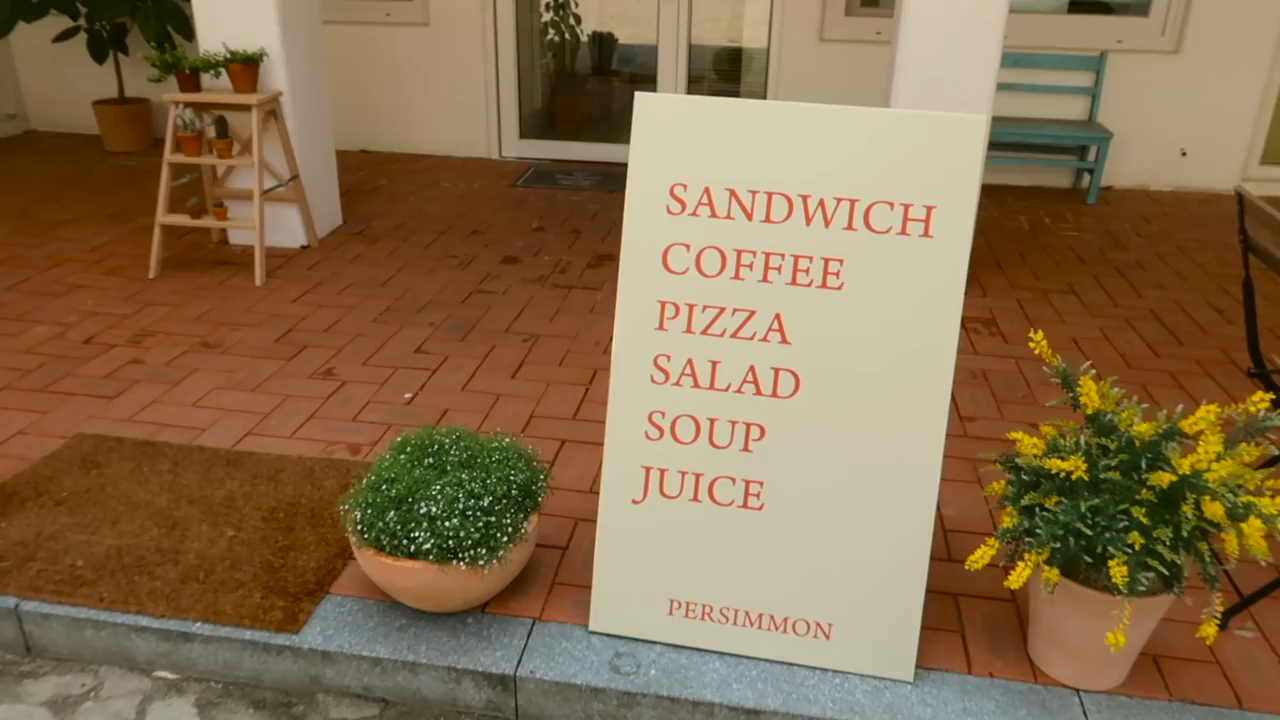 SANDWICH
COFFEE
PIZZA
SALAD
SOUP
JUICE
PERSIMMON